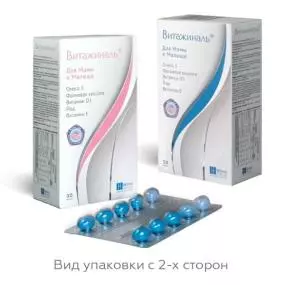 Витажиналь®
Для Мамы
и Малыша
Омега 3
Фолиевая кислота
Витамин D3
Йод
Витамин E
30
Витажиналь®
Для Мамы
и Малыша
Омега 3
Фолиевая кислота
Витамин D3
Йод
Витамин E
30
Вид упаковки с 2-х сторон